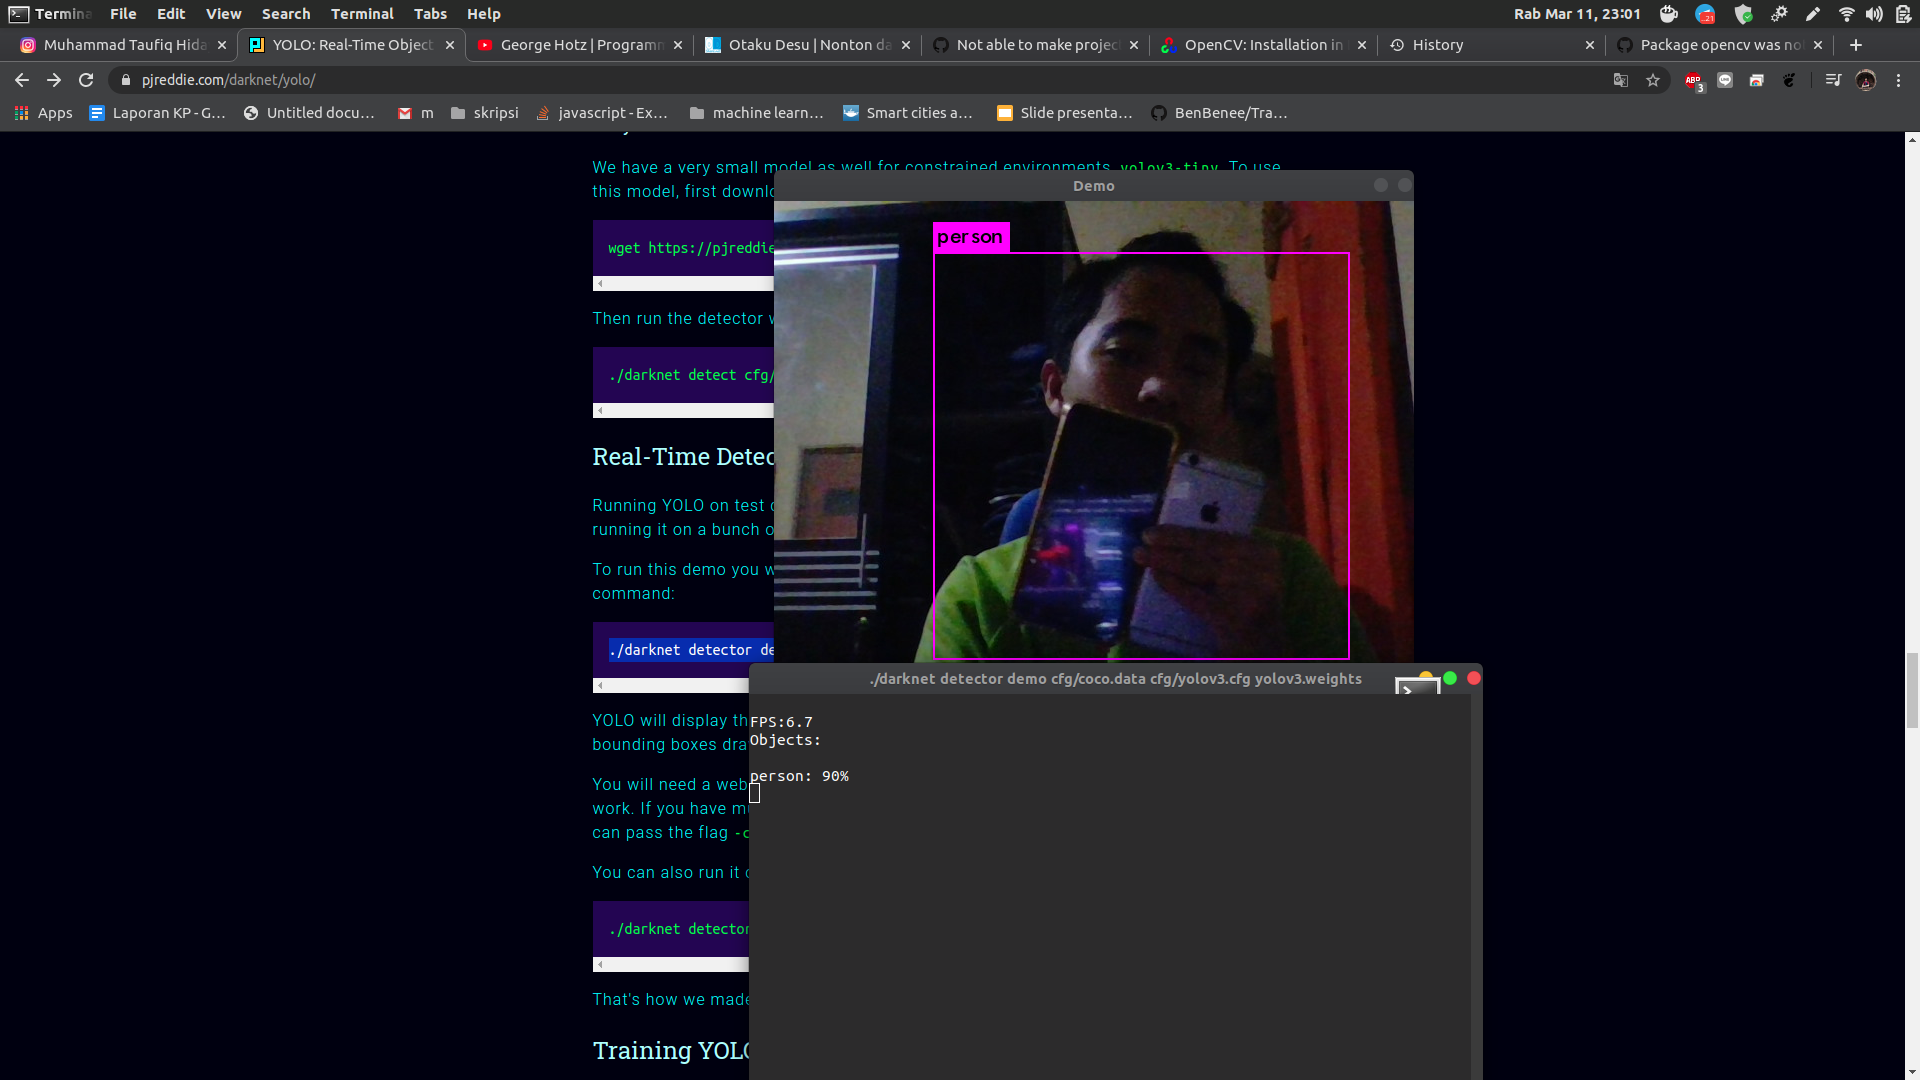 Termina File Edit View Search Terminal Tabs Help Rab Mar 11, 23:01
Muhammad Taufiq Hida YOLO: Real-Time Object George Hotz | Programm Otaku Desu | Nonton da Not able to make projec OpenCV: Installation in History Package opencv was no
pjreddie.com/darknet/yolo/ ABP 3
Apps Laporan KP - G... Untitled docu... m skripsi javascript - Ex... machine learn... Smart cities a... Slide presenta... BenBenee/Tra...
We have a very small model as well for constrained environments, yolov3-tiny. To use
this model, first downlo
Demo
person
wget https://pjreddie
Then run the detector w
./darknet detect cfg/
Real-Time Detec
Running YOLO on test d
running it on a bunch o
To run this demo you w
command:
./darknet detector de
./darknet detector demo cfg/coco.data cfg/yolov3.cfg yolov3.weights
FPS:6.7
Objects:
person: 90%
YOLO will display th
bounding boxes dra
You will need a web
work. If you have mu
can pass the flag -c
You can also run it o
./darknet detector
That's how we made
Training YOLO